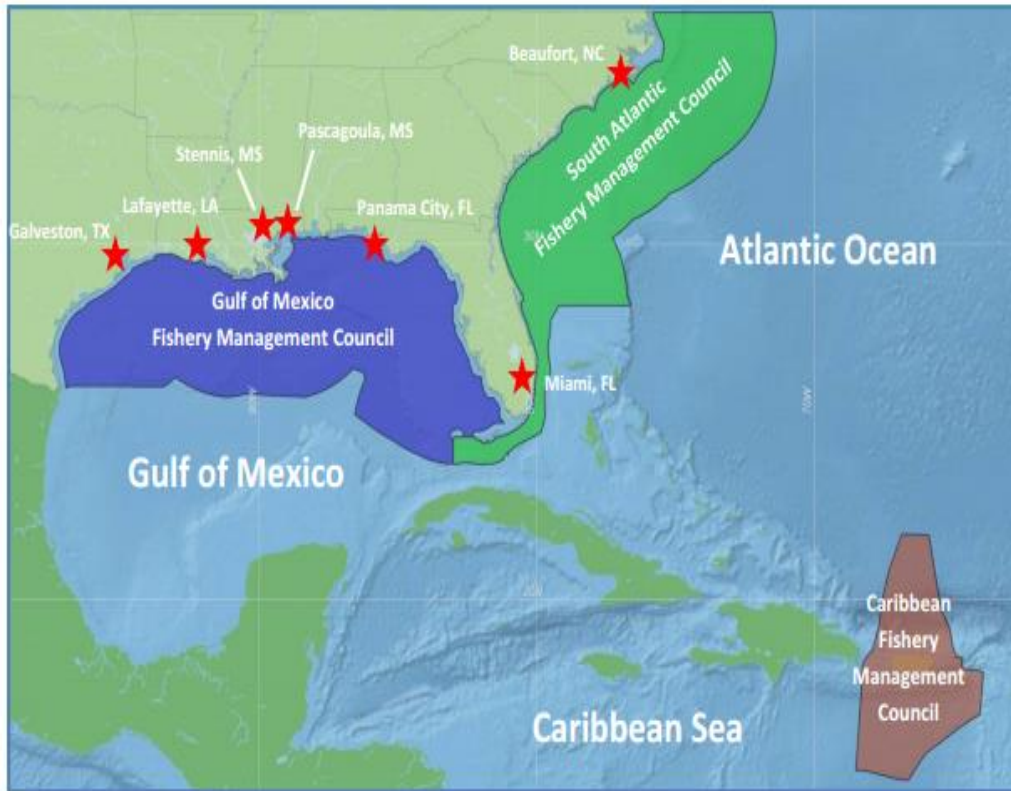 Beaufort, NC
South Atlantic
Fishery Management Council
Pascagoula, MS
Stennis, MS
Lafayette, LA
Panama City, FL
Galveston, TX
Atlantic Ocean
Gulf of Mexico
Fishery Management Council
Miami, FL
Gulf of Mexico
Caribbean
Fishery
Management
Council
Caribbean Sea